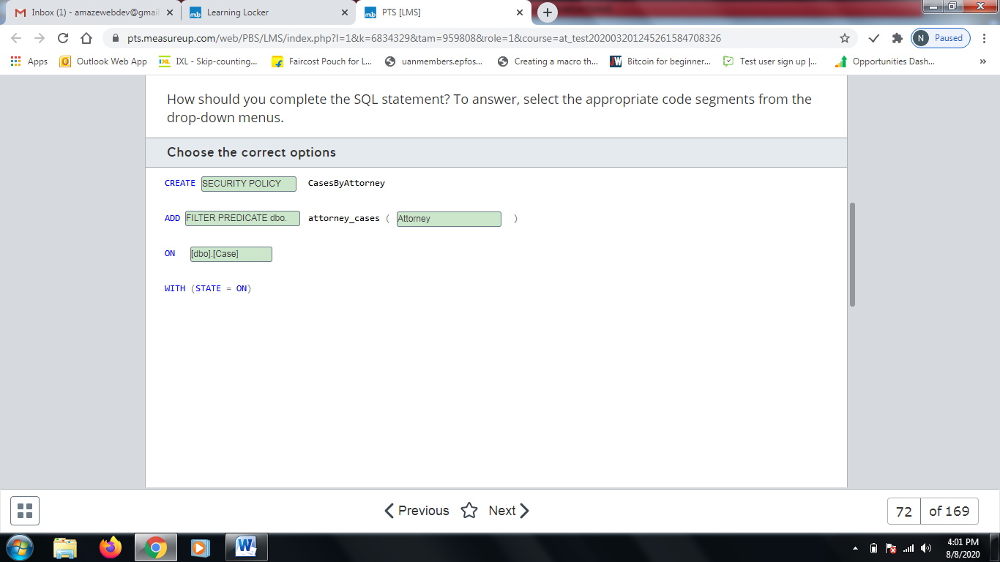 Inbox (1) - amazewebdev@gmail
Learning Locker
PTS [LMS]
pts.measureup.com/web/PBS/LMS/index.php?l=1&k=6834329&tam=959808&role=1&course=at_test202003201245261584708326
N Paused
Apps
Outlook Web App
IXL - Skip-counting...
Faircost Pouch for L...
uanmembers.epfos...
Creating a macro th...
Bitcoin for beginner...
Test user sign up |...
Opportunities Dash...
»
How should you complete the SQL statement? To answer, select the appropriate code segments from the
drop-down menus.
Choose the correct options
CREATE SECURITY POLICY CasesByAttorney
ADD FILTER PREDICATE dbo. attorney_cases ( Attorney )
ON [dbo].[Case]
WITH (STATE = ON)
Previous
Next
72 of 169
4:01 PM
8/8/2020